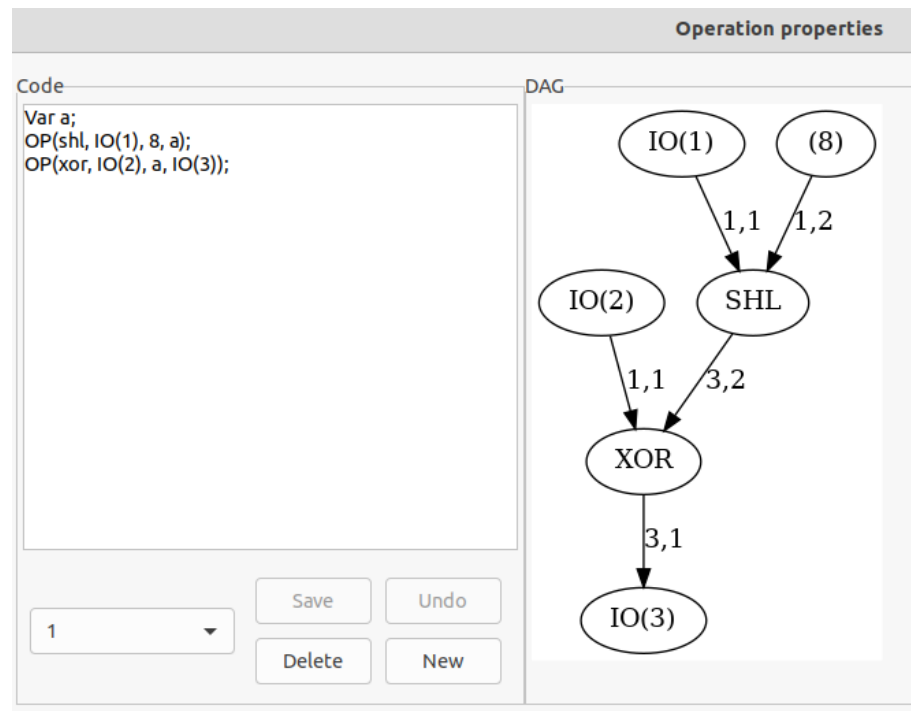 Operation properties
Code
Var a;
OP(shl, IO(1), 8, a);
OP(xor, IO(2), a, IO(3));
1
Save
Undo
Delete
New
DAG
IO(1)
(8)
1,1
1,2
IO(2)
SHL
1,1
3,2
XOR
3,1
IO(3)